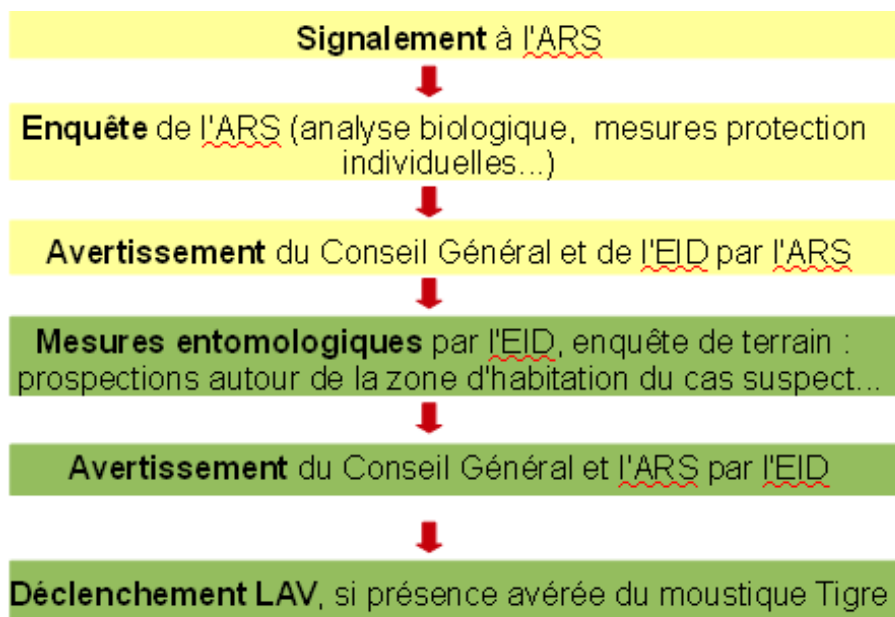 Signalement à l'ARS
Enquête de l'ARS (analyse biologique, mesures protection
individuelles...)
Avertissement du Conseil Général et de l'EID par l'ARS
Mesures entomologiques par l'EID, enquête de terrain :
prospections autour de la zone d'habitation du cas suspect...
Avertissement du Conseil Général et l'ARS par l'EID
Déclenchement LAV, si présence avérée du moustique Tigre